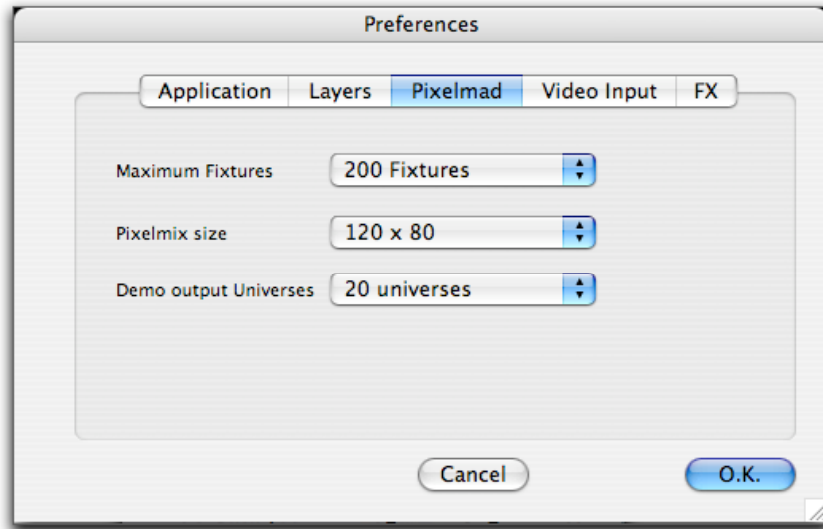 Preferences
Application Layers Pixelmad Video Input FX
Maximum Fixtures 200 Fixtures
Pixelmix size 120 x 80
Demo output Universes 20 universes
Cancel O.K.